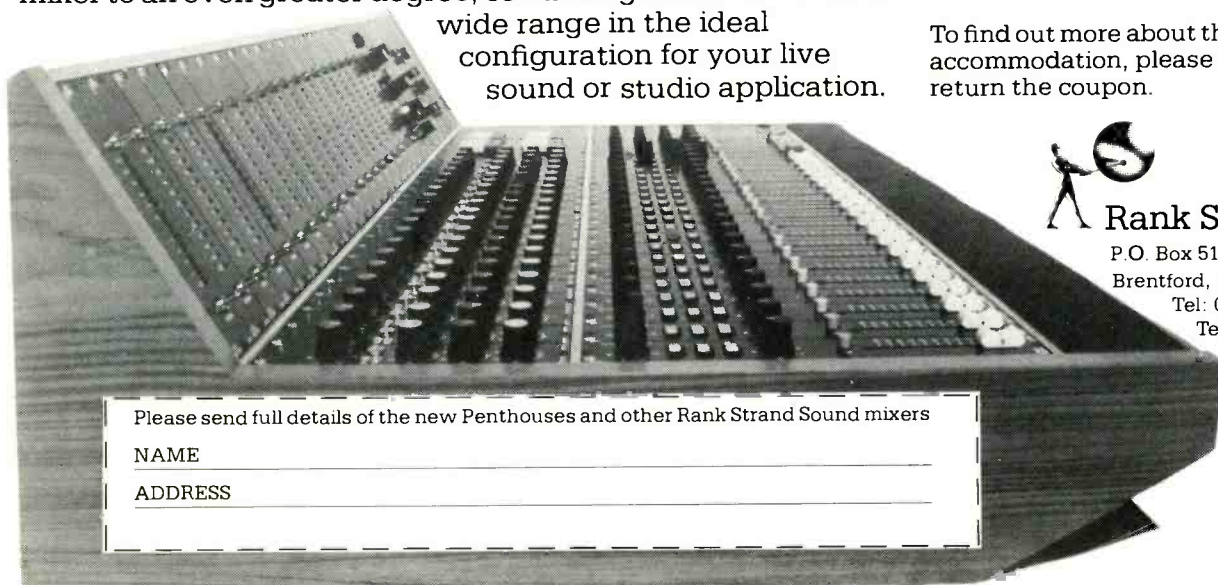 wide range in the ideal
configuration for your live
sound or studio application.
To find out more about
accommodation, please
return the coupon.
Rank
P.O. Box 51
Brentford,
Tel:
Please send full details of the new Penthouses and other Rank Strand Sound mixers
NAME
ADDRESS